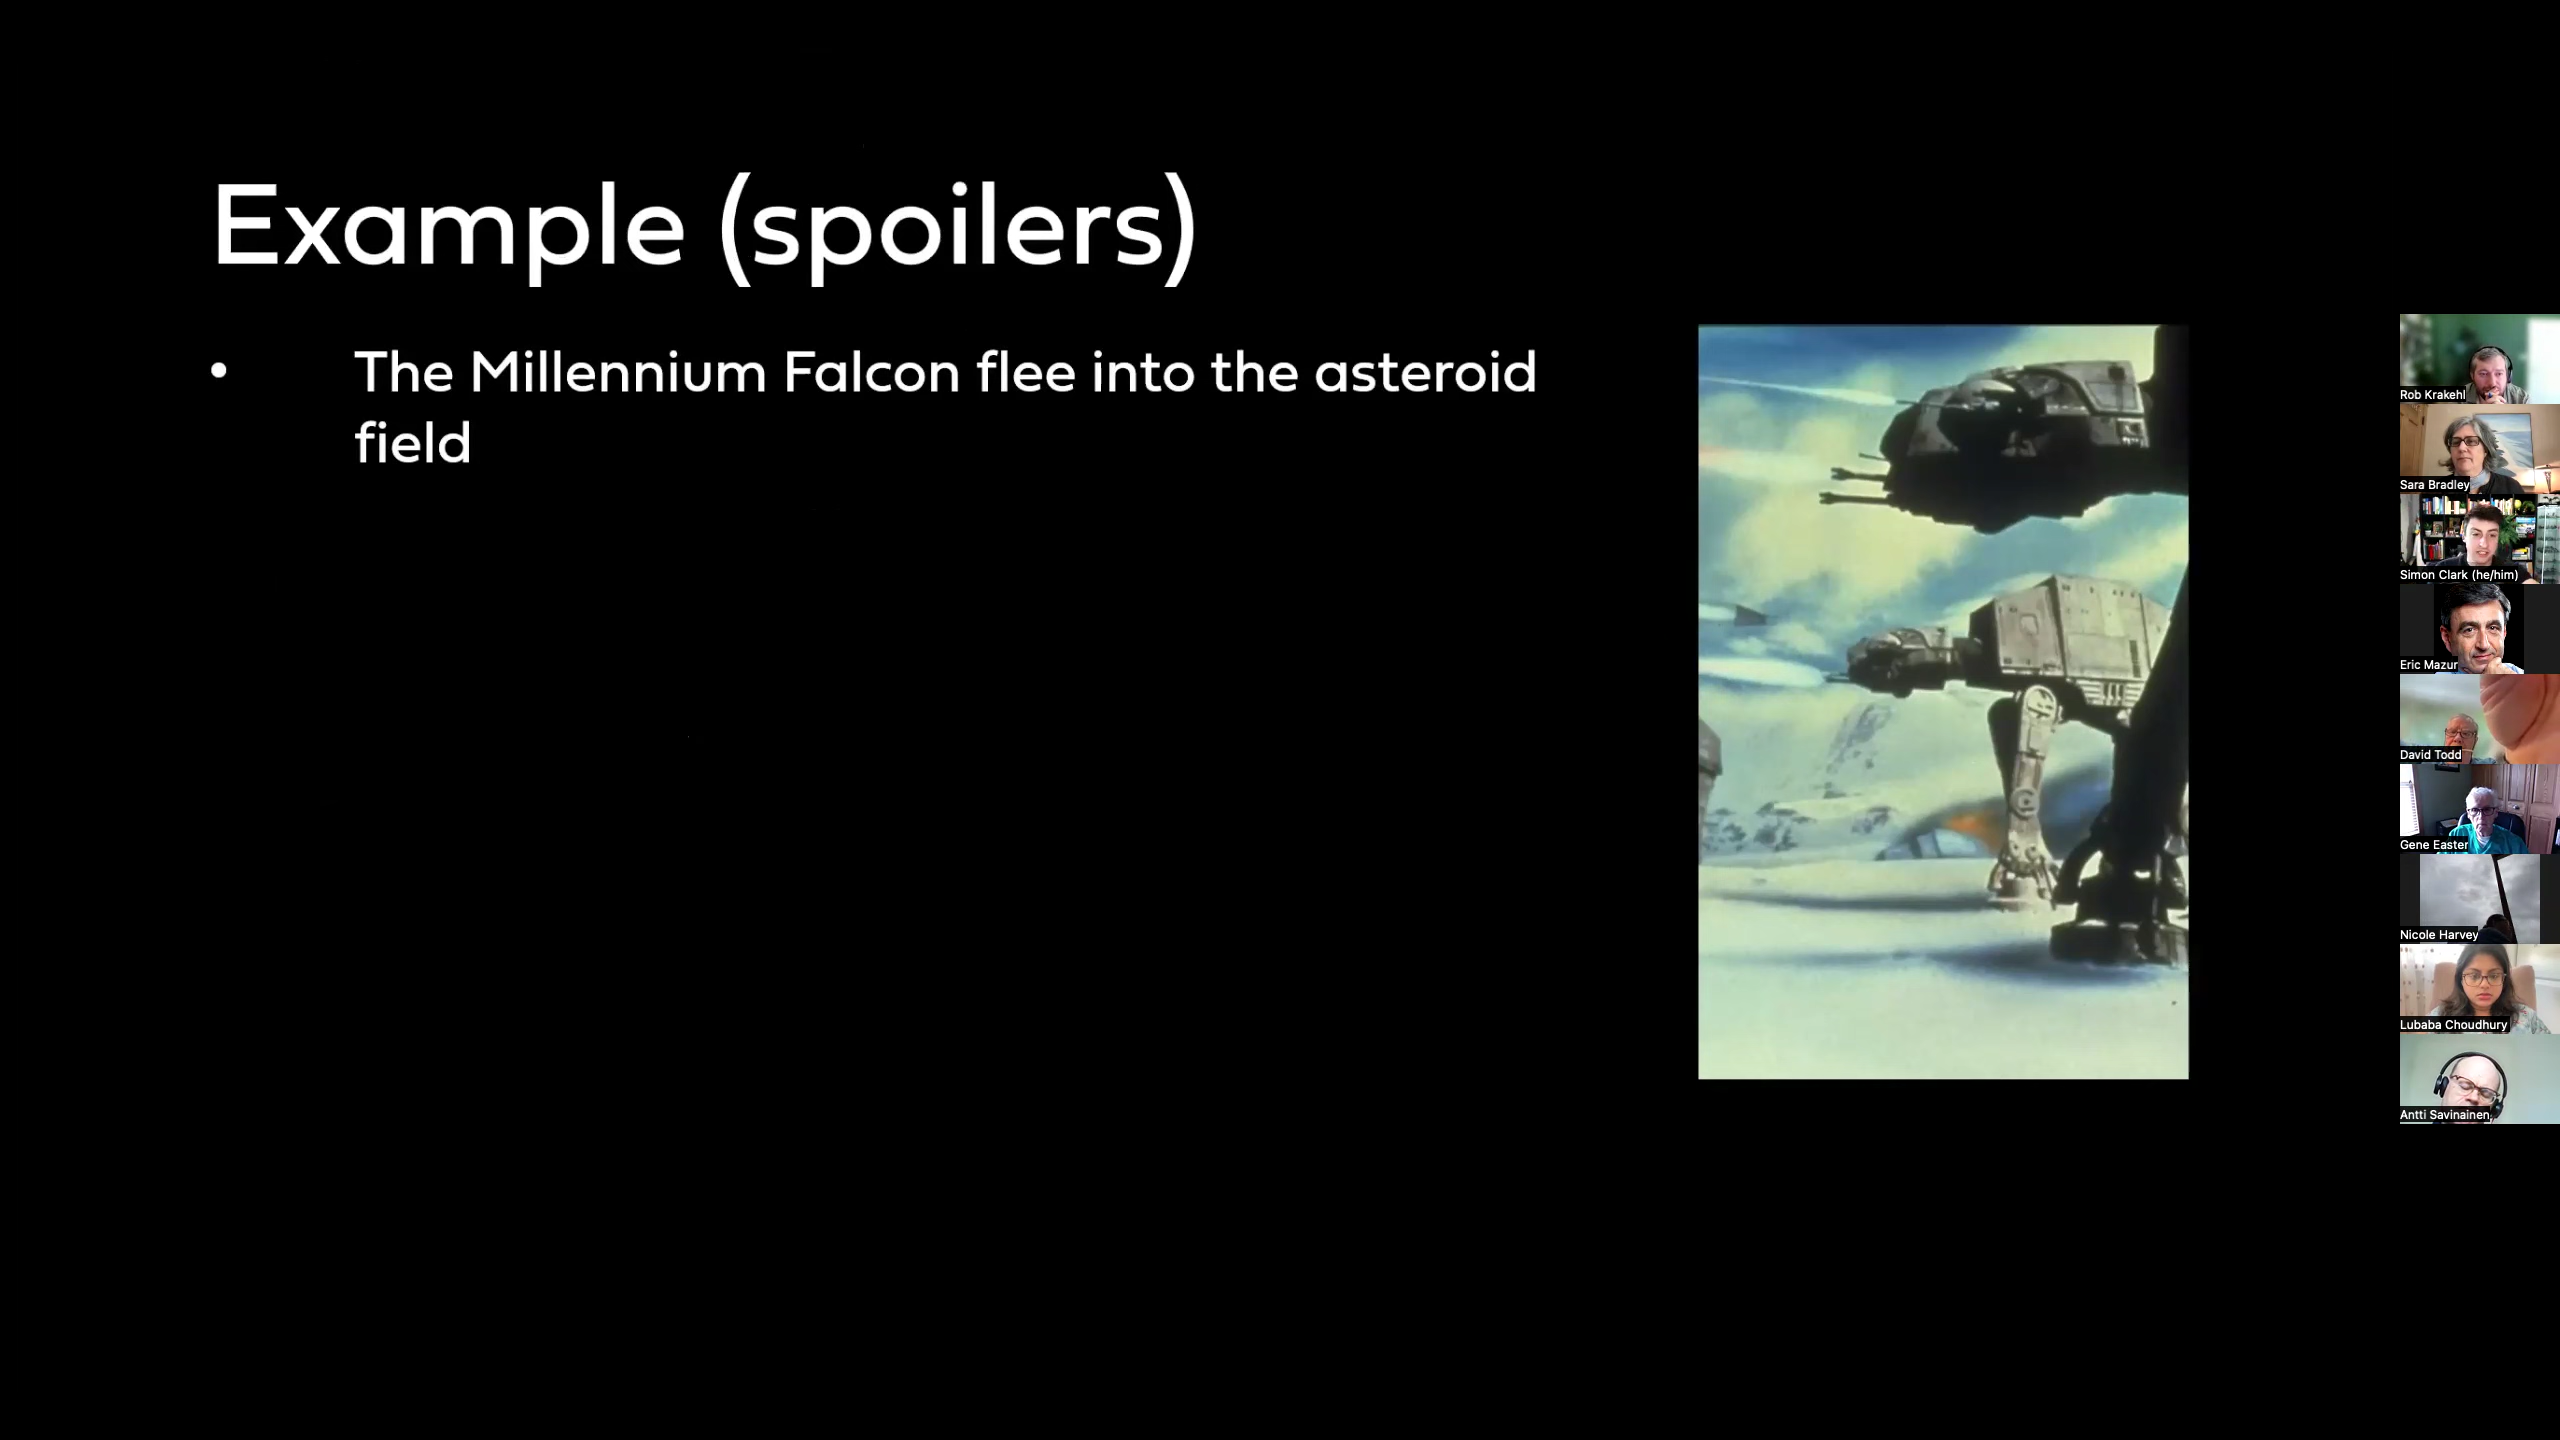 Example (spoilers)
• The Millennium Falcon flee into the asteroid
field
Rob Krakehl
Sara Bradley
Simon Clark (he/him)
Eric Mazur
David Todd
Gene Easter
Nicole Harvey
Lubaba Choudhury
Antti Savinainen